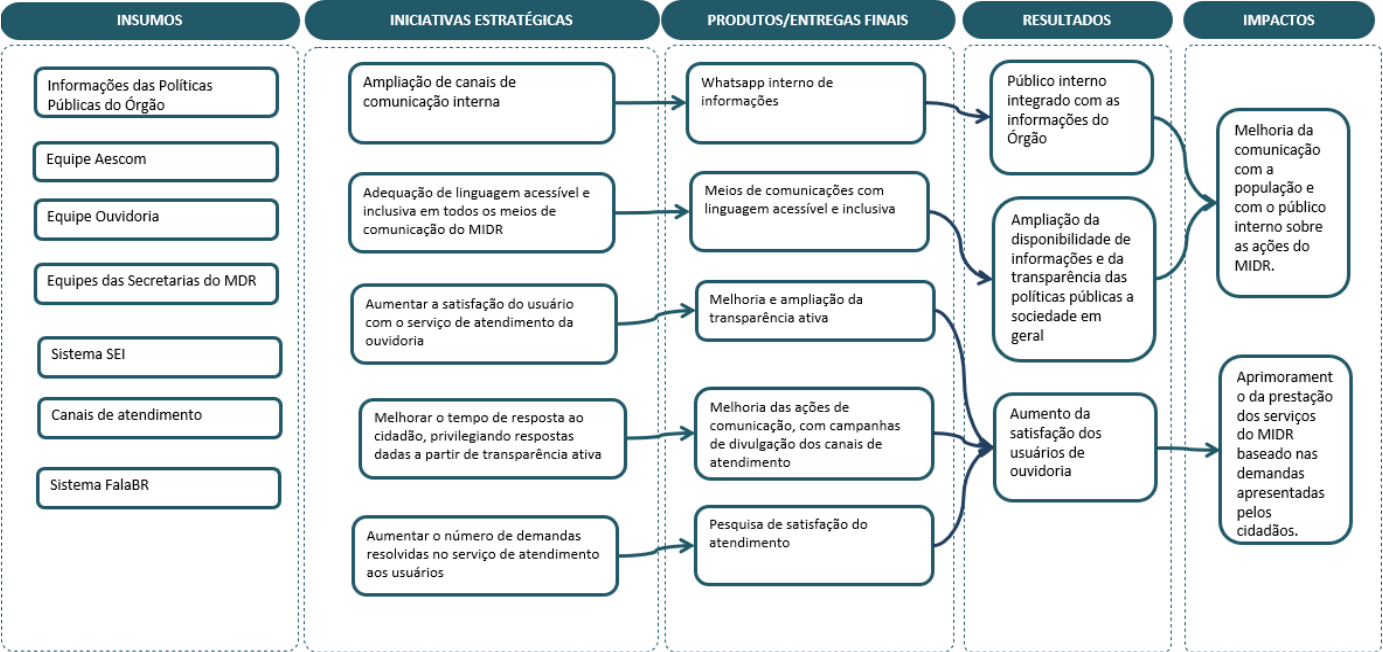 INSUMOS
Informações das Políticas
Públicas do Órgão
Equipe Aescom
Equipe Ouvidoria
Equipes das Secretarias do MDR
Sistema SEI
Canais de atendimento
Sistema FalaBR
INICIATIVAS ESTRATÉGICAS
Ampliação de canais de
comunicação interna
Adequação de linguagem acessível e
inclusiva em todos os meios de
comunicação do MIDR
Aumentar a satisfação do usuário
com o serviço de atendimento da
ouvidoria
Melhorar o tempo de resposta ao
cidadão, privilegiando respostas
dadas a partir de transparência ativa
Aumentar o número de demandas
resolvidas no serviço de atendimento
aos usuários
PRODUTOS/ENTREGAS FINAIS
Whatsapp interno de
informações
Meios de comunicações com
linguagem acessível e inclusiva
Melhoria e ampliação da
transparência ativa
Melhoria das ações de
comunicação, com campanhas
de divulgação dos canais de
atendimento
Pesquisa de satisfação do
atendimento
RESULTADOS
Público interno
integrado com as
informações do
Órgão
Ampliação da
disponibilidade de
informações e da
transparência das
políticas públicas a
sociedade em
geral
Aumento da
satisfação dos
usuários de
ouvidoria
IMPACTOS
Melhoria da
comunicação
com a
população e
com o público
interno sobre
as ações do
MIDR.
Aprimorament
o da prestação
dos serviços
do MIDR
baseado nas
demandas
apresentadas
pelos
cidadãos.